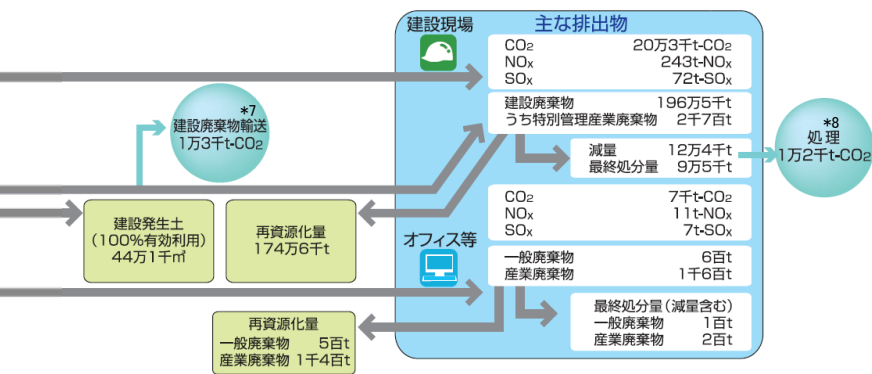 建設現場
主な排出物
CO2 20万3千t-CO2
NOx 243t-NOx
SOx 72t-SOx
建設廃棄物 196万5千t
うち特別管理産業廃棄物 2千7百t
減量 12万4千t
最終処分量 9万5千t
*7
建設廃棄物輸送
1万3千t-CO2
*8
処理
1万2千t-CO2
建設発生土
(100%有効利用)
44万1千㎥
再資源化量
174万6千t
オフィス等
CO2 7千t-CO2
NOx 11t-NOx
SOx 7t-SOx
一般廃棄物 6百t
産業廃棄物 1千6百t
最終処分量(減量含む)
一般廃棄物 1百t
産業廃棄物 2百t
再資源化量
一般廃棄物 5百t
産業廃棄物 1千4百t